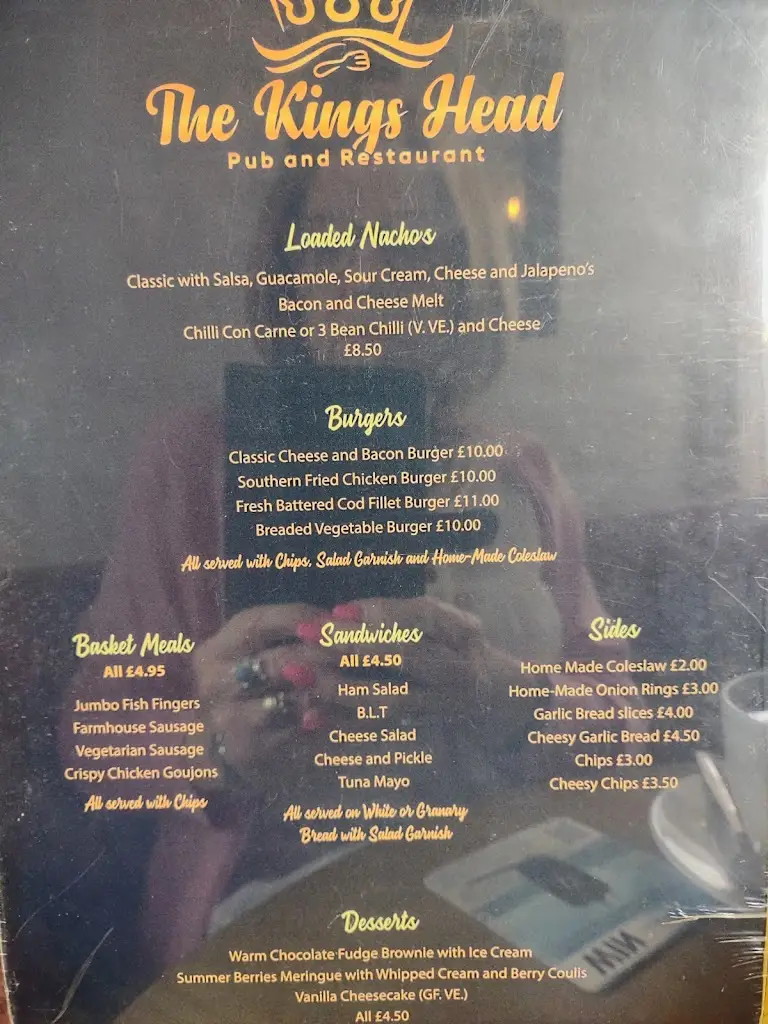 The Kings Head
Pub and Restaurant
Loaded Nacho's
Classic with Salsa, Guacamole, Sour Cream, Cheese and Jalapeno's
Bacon and Cheese Melt
Chilli Con Carne or 3 Bean Chilli (V. VE.) and Cheese
£8.50
Burgers
Classic Cheese and Bacon Burger £10.00
Southern Fried Chicken Burger £10.00
Fresh Battered Cod Fillet Burger £11.00
Breaded Vegetable Burger £10.00
All served with Chips, Salad Garnish and Home-Made Coleslaw
Basket Meals
All £4.95
Jumbo Fish Fingers
Farmhouse Sausage
Vegetarian Sausage
Crispy Chicken Goujons
All served with Chips
Sandwiches
All £4.50
Ham Salad
B.L.T
Cheese Salad
Cheese and Pickle
Tuna Mayo
All served on White or Granary
Bread with Salad Garnish
Sides
Home Made Coleslaw £2.00
Home-Made Onion Rings £3.00
Garlic Bread slices £4.00
Cheesy Garlic Bread £4.50
Chips £3.00
Cheesy Chips £3.50
Desserts
Warm Chocolate Fudge Brownie with Ice Cream
Summer Berries Meringue with Whipped Cream and Berry Coulis
Vanilla Cheesecake (GF. VE.)
All £4.50